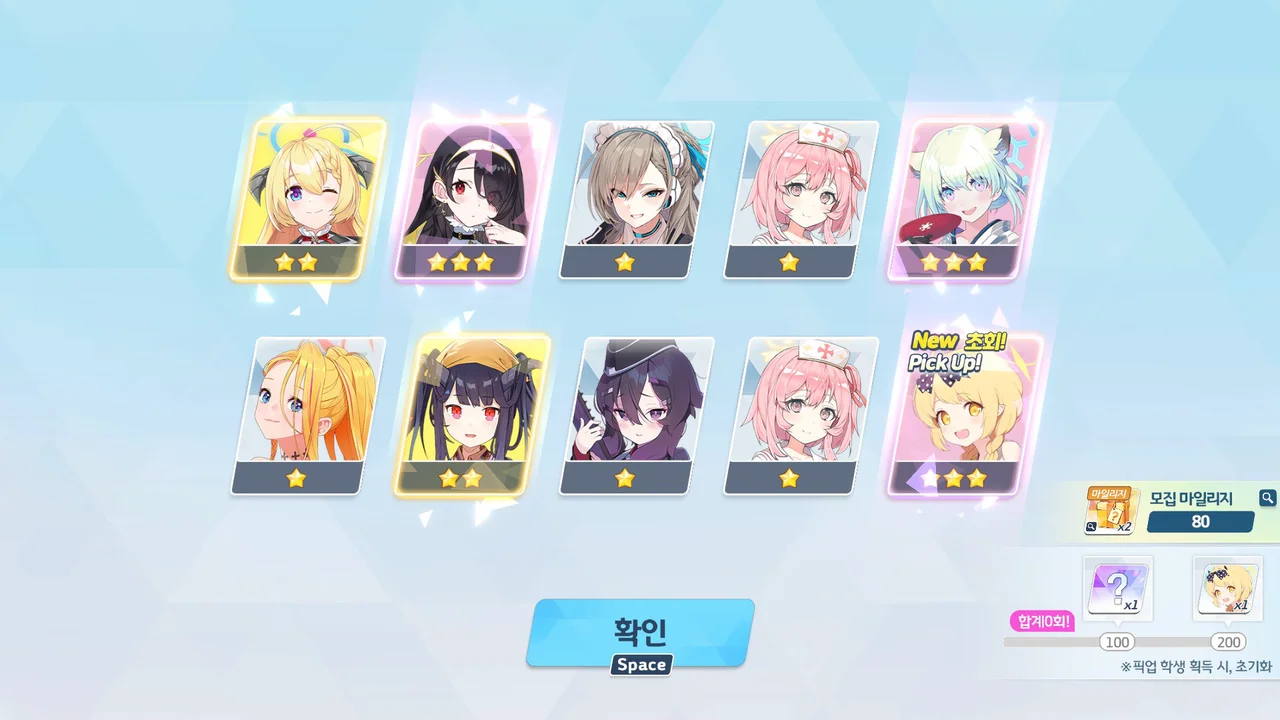 New 초회!
Pick Up!
마일리지
x2
모집 마일리지
80
?
x1
x1
합계0회!
100
200
※픽업 학생 획득 시, 초기화
확인
Space